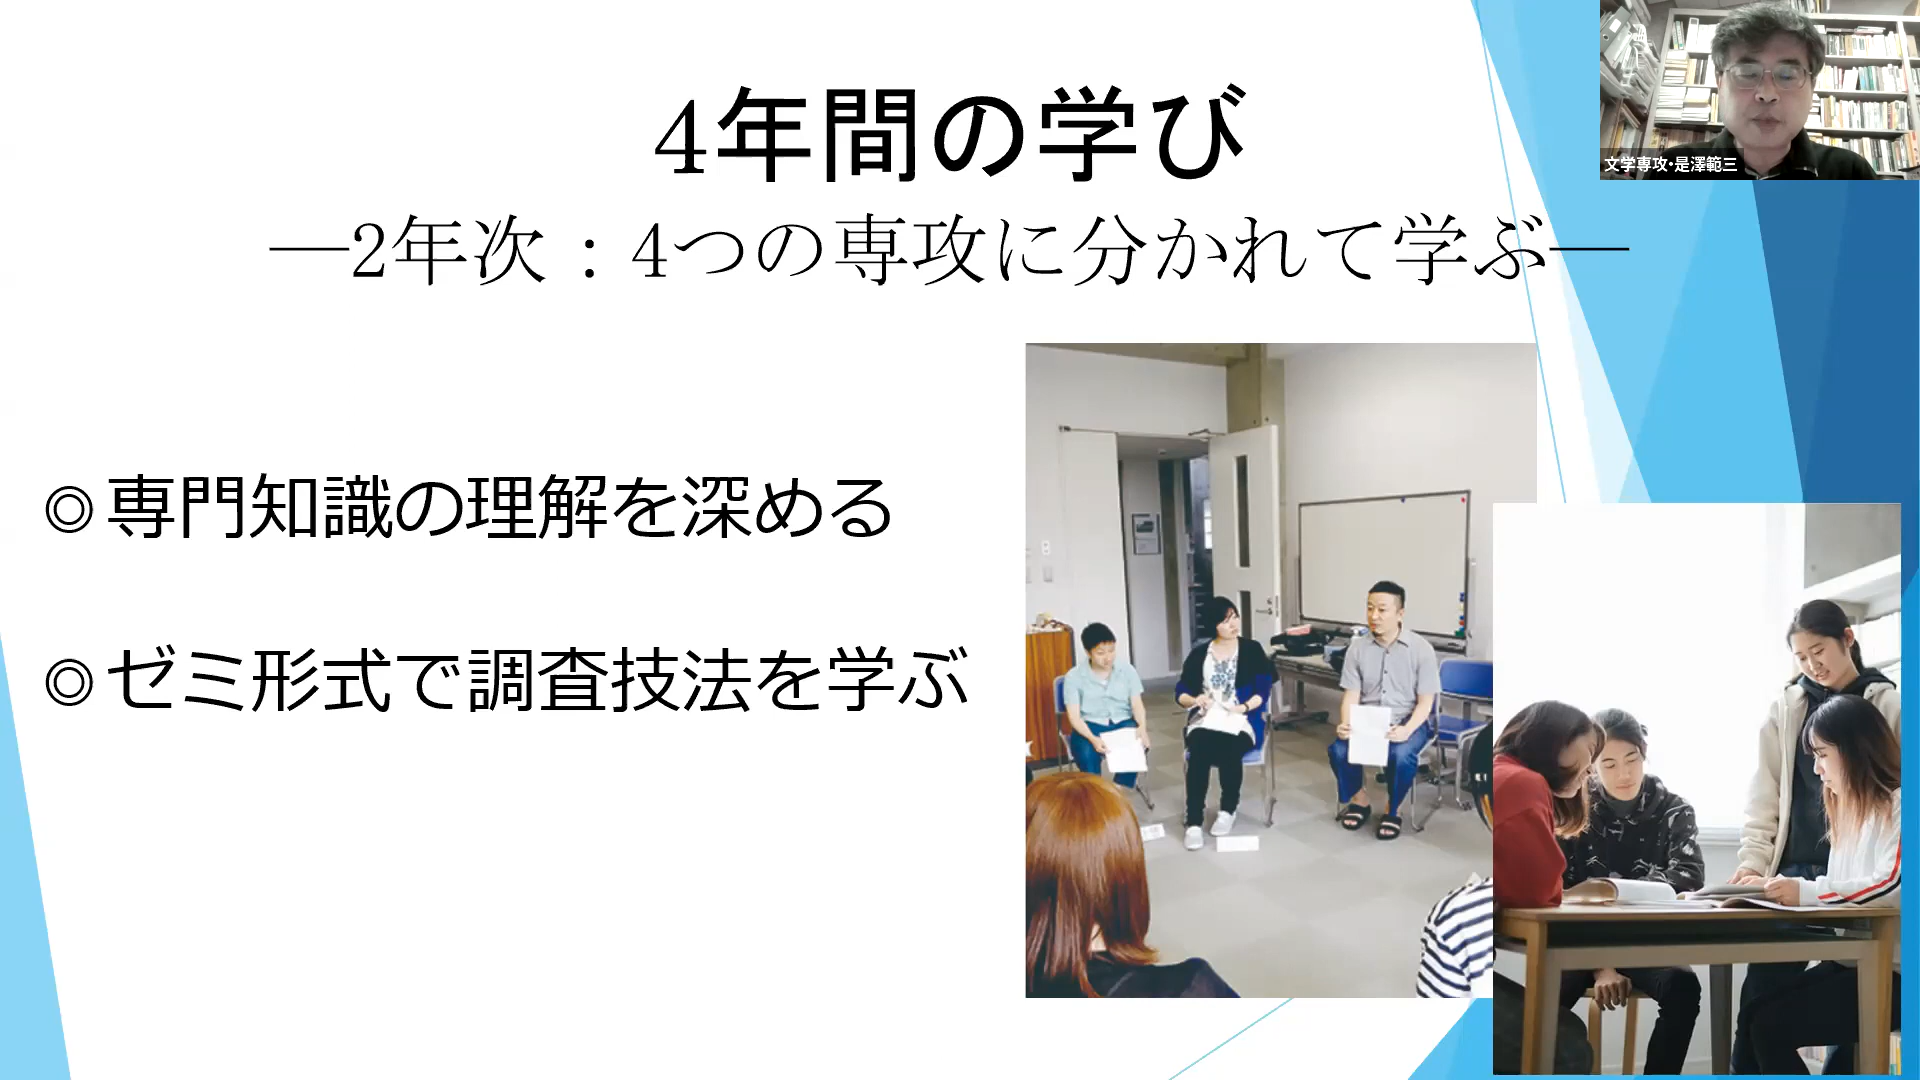 4年間の学び
―2年次：4つの専攻に分かれて学ぶ―
◎専門知識の理解を深める
◎ゼミ形式で調査技法を学ぶ
文学専攻・是澤範三